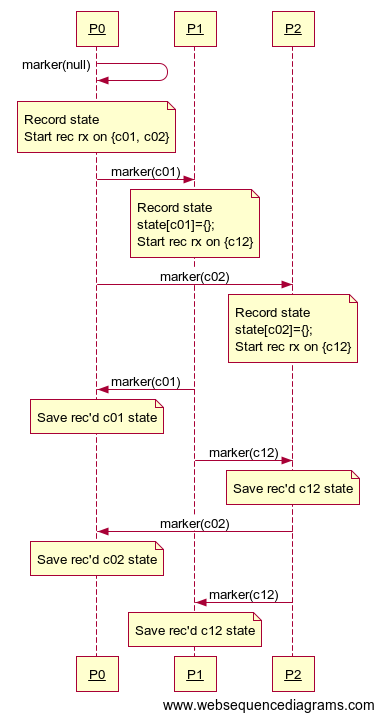 P0 P1 P2
marker(null)
Record state
Start rec rx on {c01, c02}
marker(c01)
Record state
state[c01]={};
Start rec rx on {c12}
marker(c02)
Record state
state[c02]={};
Start rec rx on {c12}
marker(c01)
Save rec'd c01 state
marker(c12)
Save rec'd c12 state
marker(c02)
Save rec'd c02 state
marker(c12)
Save rec'd c12 state
P0 P1 P2
www.websequencediagrams.com